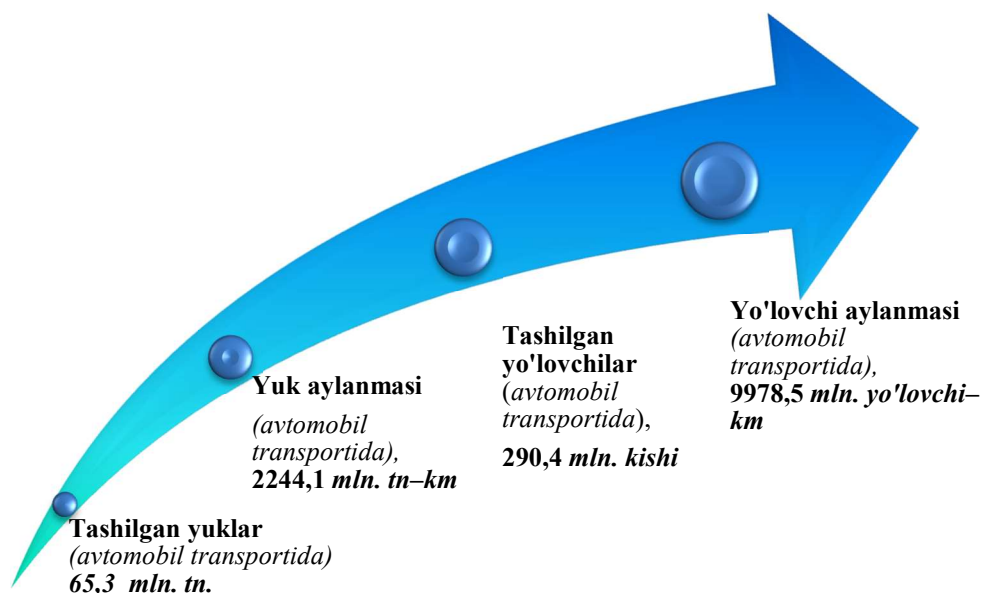 Tashilgan yuklar
(avtomobil transportida)
65,3 mln. tn.
Yuk aylanmasi
(avtomobil
transportida),
2244,1 mln. tn–km
Tashilgan
yo'lovchilar
(avtomobil
transportida),
290,4 mln. kishi
Yo'lovchi aylanmasi
(avtomobil
transportida),
9978,5 mln. yo'lovchi–
km